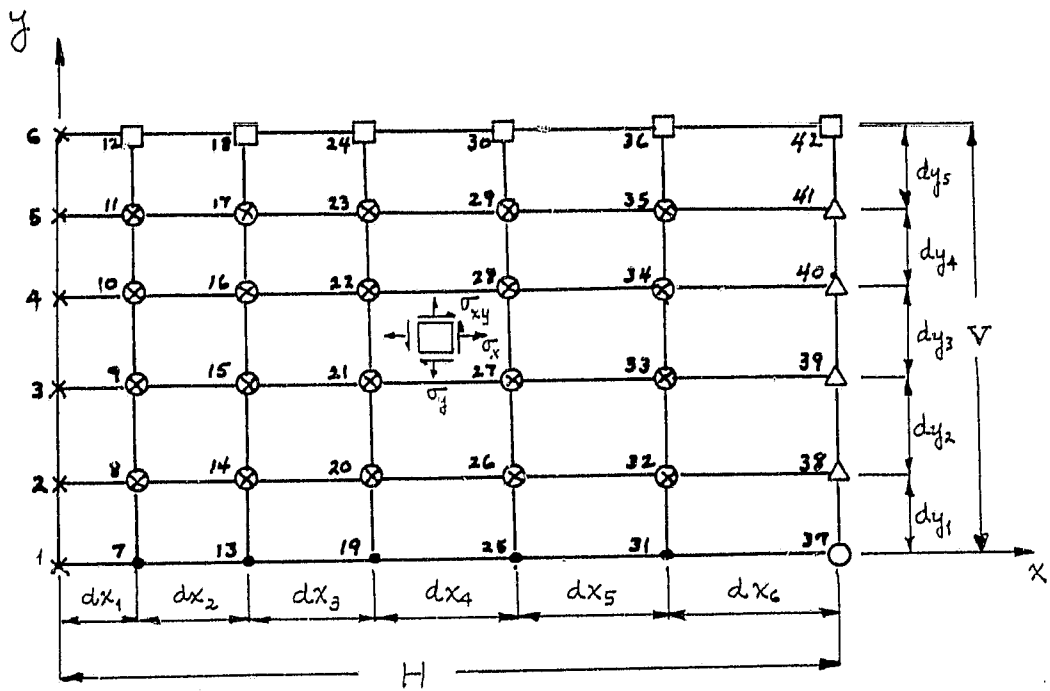 y
6 12 18 24 30 36 42
dy5
5 11 17 23 29 35 41
dy4
4 10 16 22 28 34 40
σxy
σx
dy3 V
3 9 15 21 27 33 39
σy
dy2
2 8 14 20 26 32 38
dy1
1 7 13 19 25 31 37
x
dx1 dx2 dx3 dx4 dx5 dx6
H